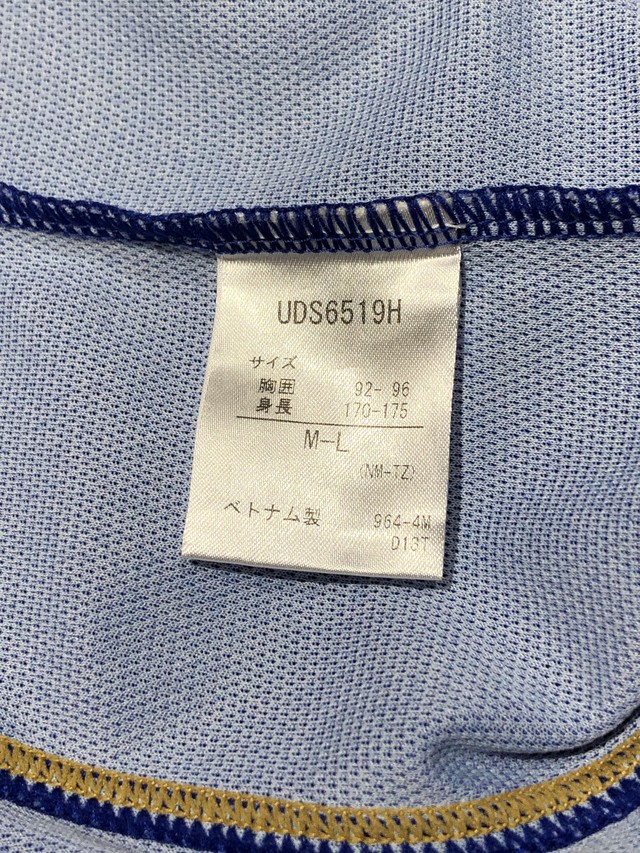 UDS6519H
サイズ
胸囲 92-96
身長 170-175
M-L
(NM-TZ)
ベトナム製 964-4M
D13T